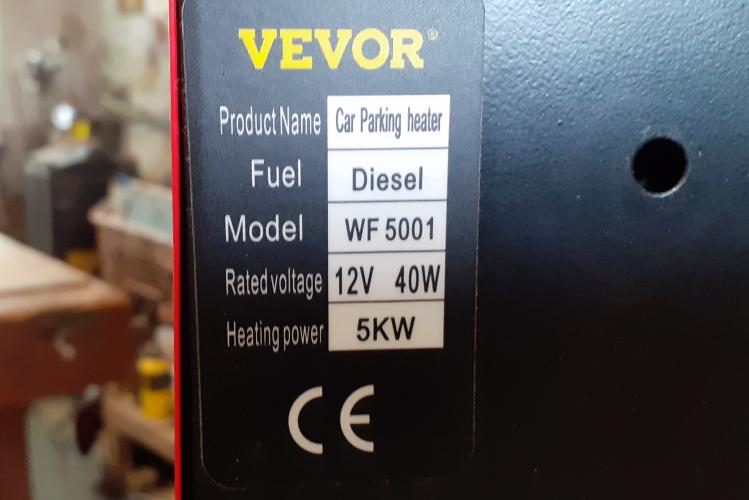 VEVOR®
Product Name Car Parking heater
Fuel Diesel
Model WF 5001
Rated voltage 12V 40W
Heating power 5KW
CE